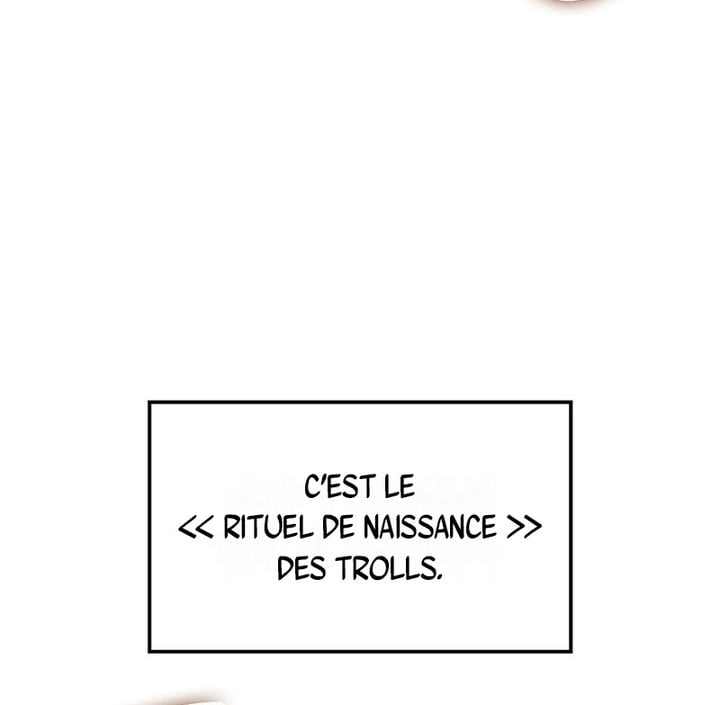 C'EST LE
<< RITUEL DE NAISSANCE >>
DES TROLLS.